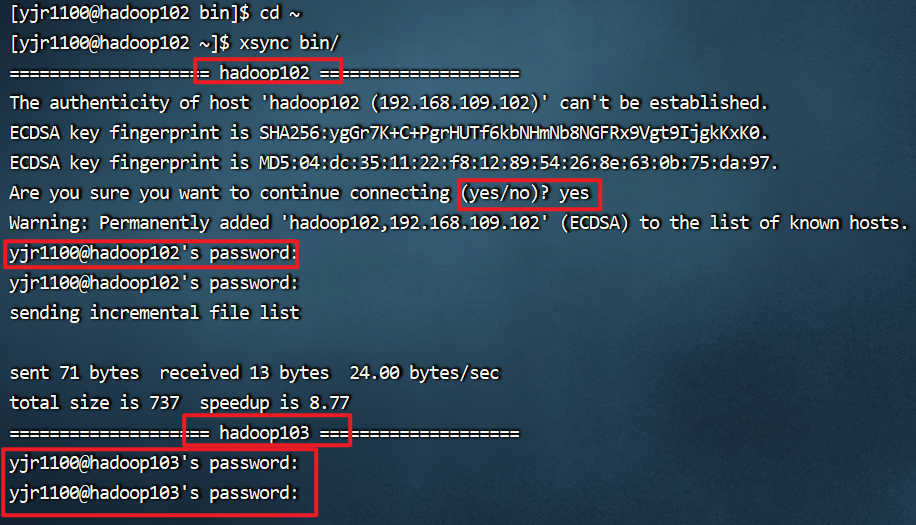 [yjr1100@hadoop102 bin]$ cd ~
[yjr1100@hadoop102 ~]$ xsync bin/
==================== hadoop102 ====================
The authenticity of host 'hadoop102 (192.168.109.102)' can't be established.
ECDSA key fingerprint is SHA256:ygGr7K+C+PgrHUTf6kbNHmNb8NGFRx9Vgt9IjgkKxK0.
ECDSA key fingerprint is MD5:04:dc:35:11:22:f8:12:89:54:26:8e:63:0b:75:da:97.
Are you sure you want to continue connecting (yes/no)? yes
Warning: Permanently added 'hadoop102,192.168.109.102' (ECDSA) to the list of known hosts.
yjr1100@hadoop102's password:
yjr1100@hadoop102's password:
sending incremental file list
sent 71 bytes  received 13 bytes  24.00 bytes/sec
total size is 737  speedup is 8.77
==================== hadoop103 ====================
yjr1100@hadoop103's password:
yjr1100@hadoop103's password: